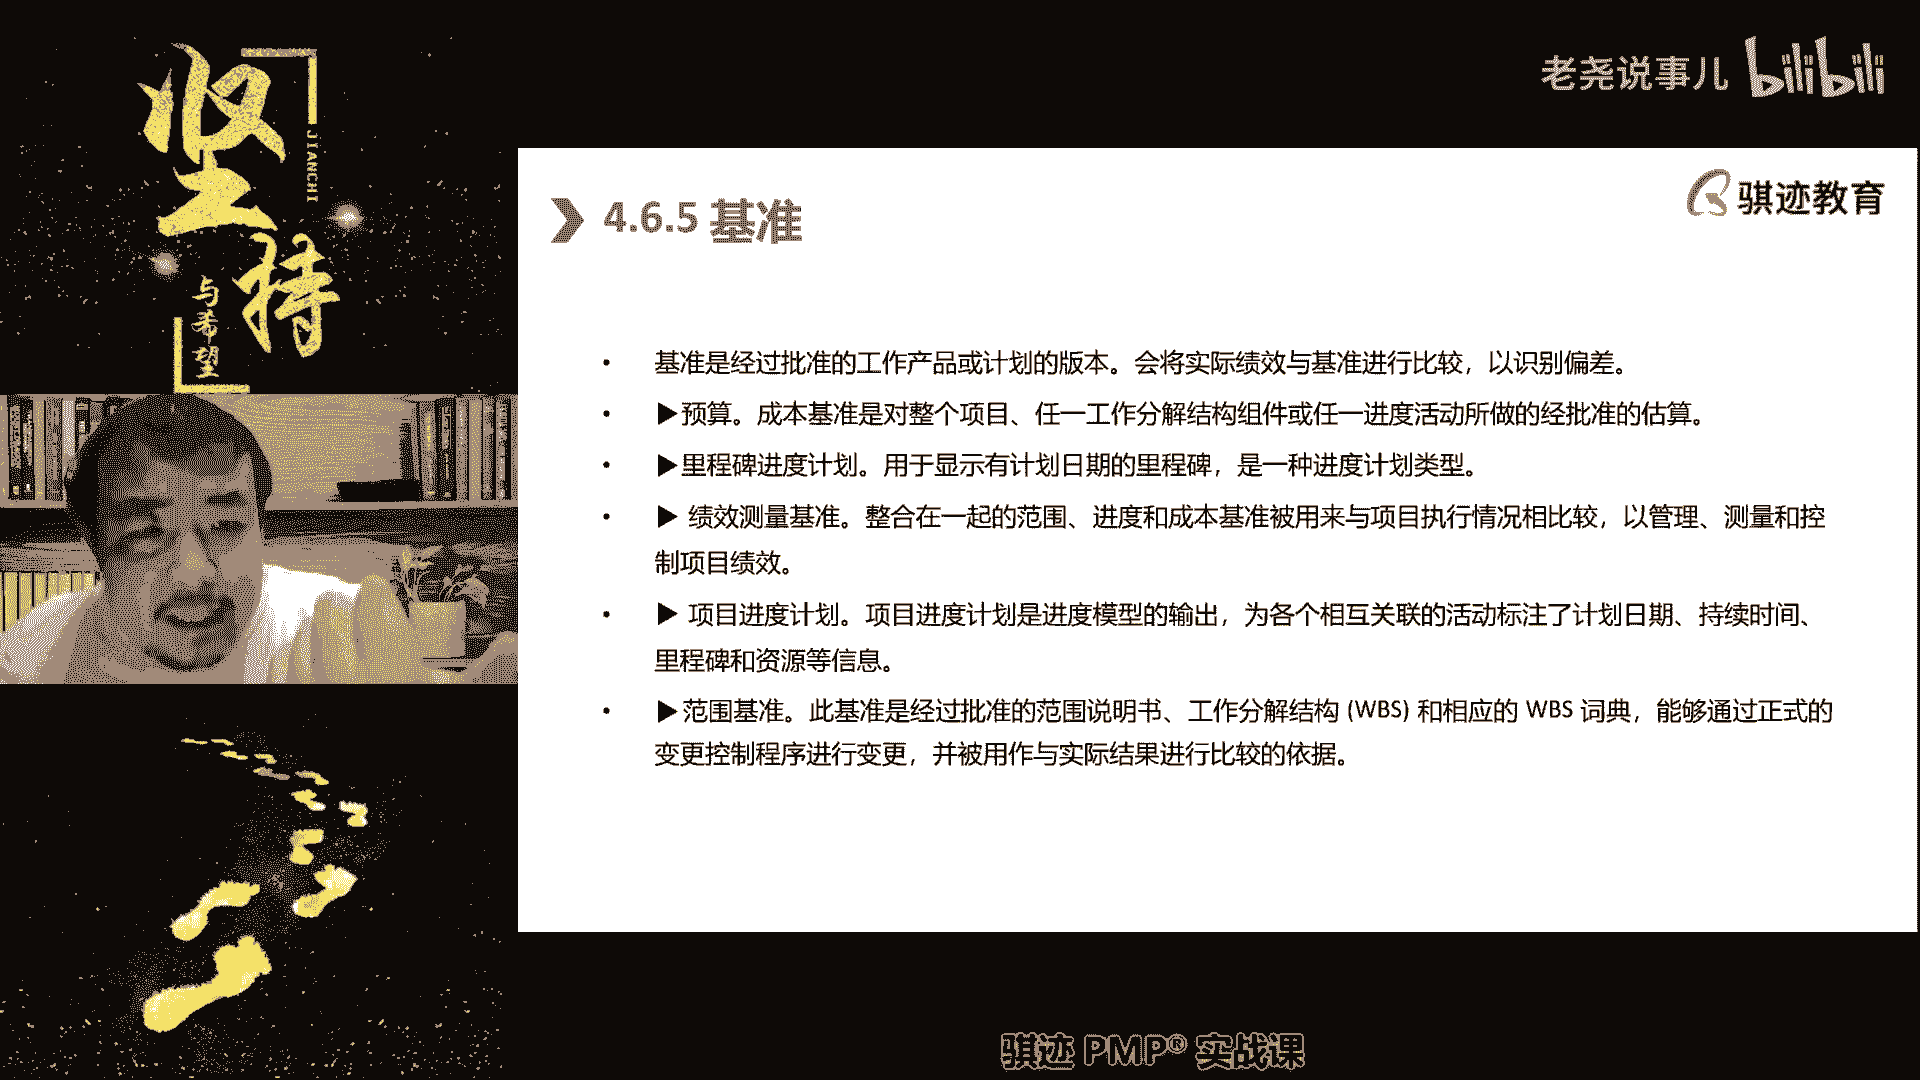 坚持
JIANCHI
与希望
老尧说事儿 bilibili
骐迹教育
4.6.5 基准
• 基准是经过批准的工作产品或计划的版本。会将实际绩效与基准进行比较，以识别偏差。
• ▶预算。成本基准是对整个项目、任一工作分解结构组件或任一进度活动所做的经批准的估算。
• ▶里程碑进度计划。用于显示有计划日期的里程碑，是一种进度计划类型。
• ▶ 绩效测量基准。整合在一起的范围、进度和成本基准被用来与项目执行情况相比较，以管理、测量和控
制项目绩效。
• ▶ 项目进度计划。项目进度计划是进度模型的输出，为各个相互关联的活动标注了计划日期、持续时间、
里程碑和资源等信息。
• ▶范围基准。此基准是经过批准的范围说明书、工作分解结构 (WBS) 和相应的 WBS 词典，能够通过正式的
变更控制程序进行变更，并被用作与实际结果进行比较的依据。
骐迹 PMP® 实战课